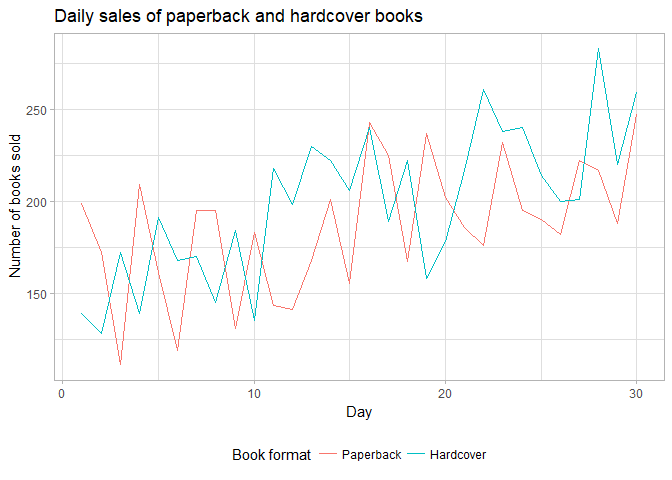 Daily sales of paperback and hardcover books
Number of books sold
250
200
150
0 10 20 30
Day
Book format Paperback Hardcover